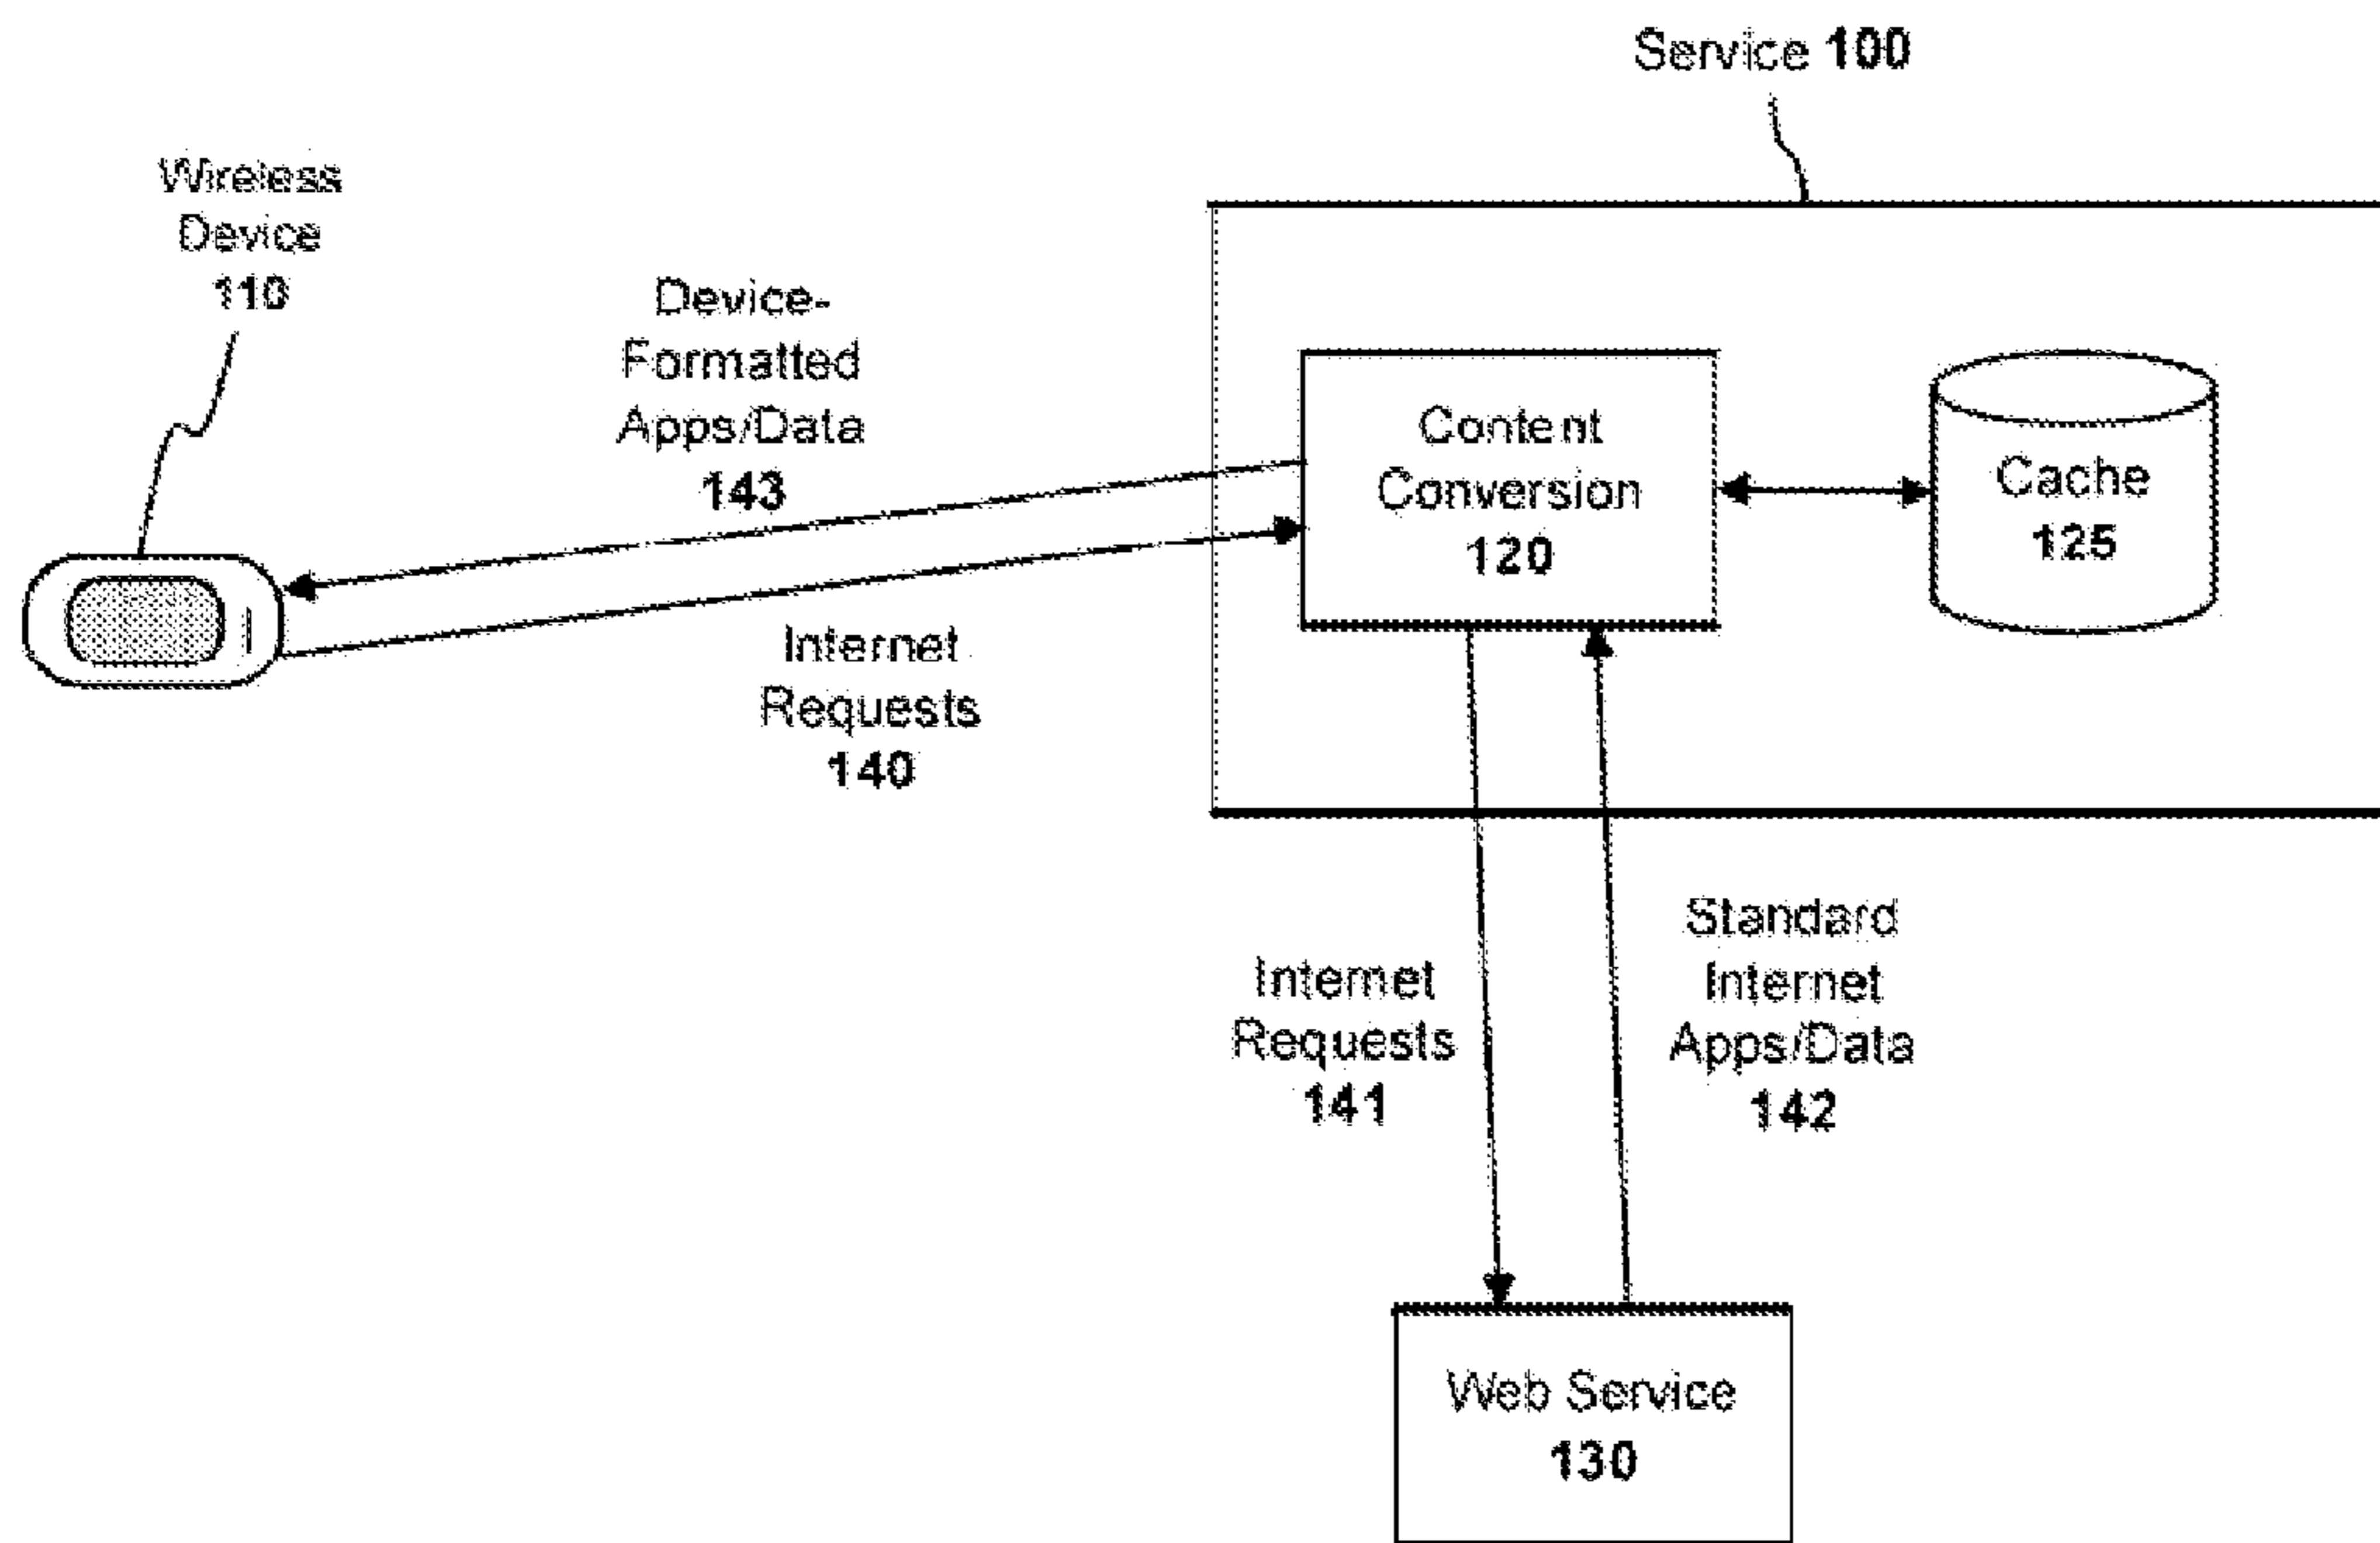 Service 100
Wireless
Device
110
Device-
Formatted
Apps/Data
143
Content
Conversion
120
Cache
125
Internet
Requests
140
Internet
Requests
141
Standard
Internet
Apps/Data
142
Web Service
130